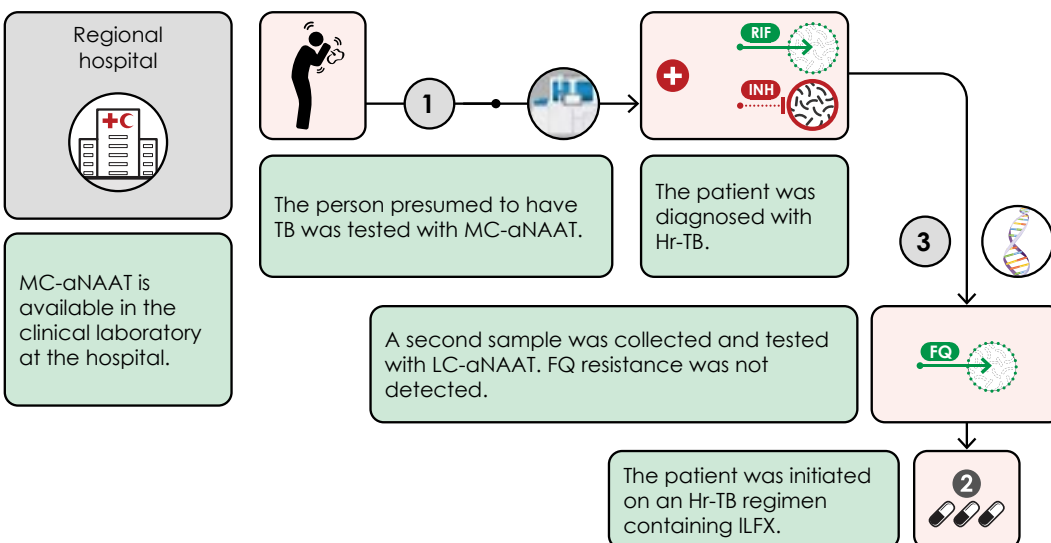 Regional
hospital
MC-aNAAT is
available in the
clinical laboratory
at the hospital.
1
The person presumed to have
TB was tested with MC-aNAAT.
RIF
INH
The patient was
diagnosed with
Hr-TB.
3
A second sample was collected and tested
with LC-aNAAT. FQ resistance was not
detected.
FQ
The patient was initiated
on an Hr-TB regimen
containing ILFX.
2